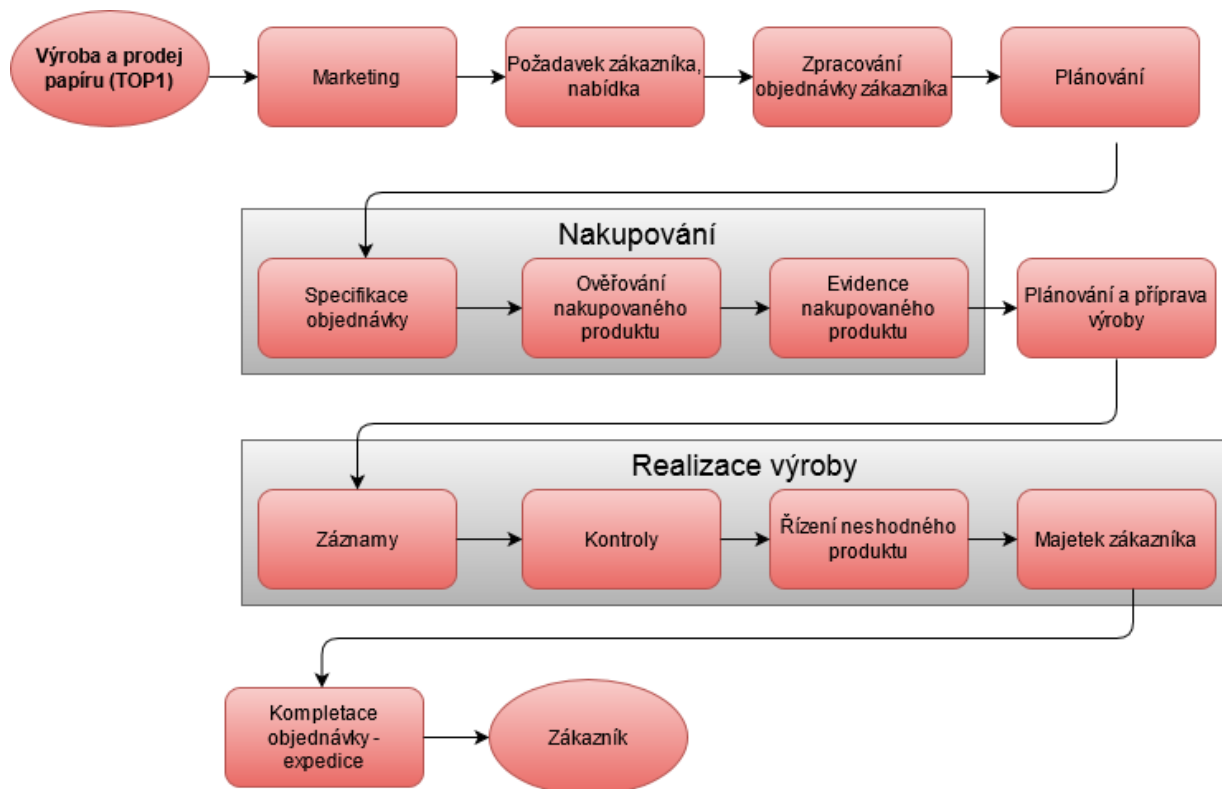 Výroba a prodej
papíru (TOP1)
Marketing
Požadavek zákazníka,
nabídka
Zpracování
objednávky zákazníka
Plánování
Nakupování
Specifikace
objednávky
Ověřování
nakupovaného
produktu
Evidence
nakupovaného
produktu
Plánování a příprava
výroby
Realizace výroby
Záznamy
Kontroly
Řízení neshodného
produktu
Majetek zákazníka
Kompletace
objednávky -
expedice
Zákazník